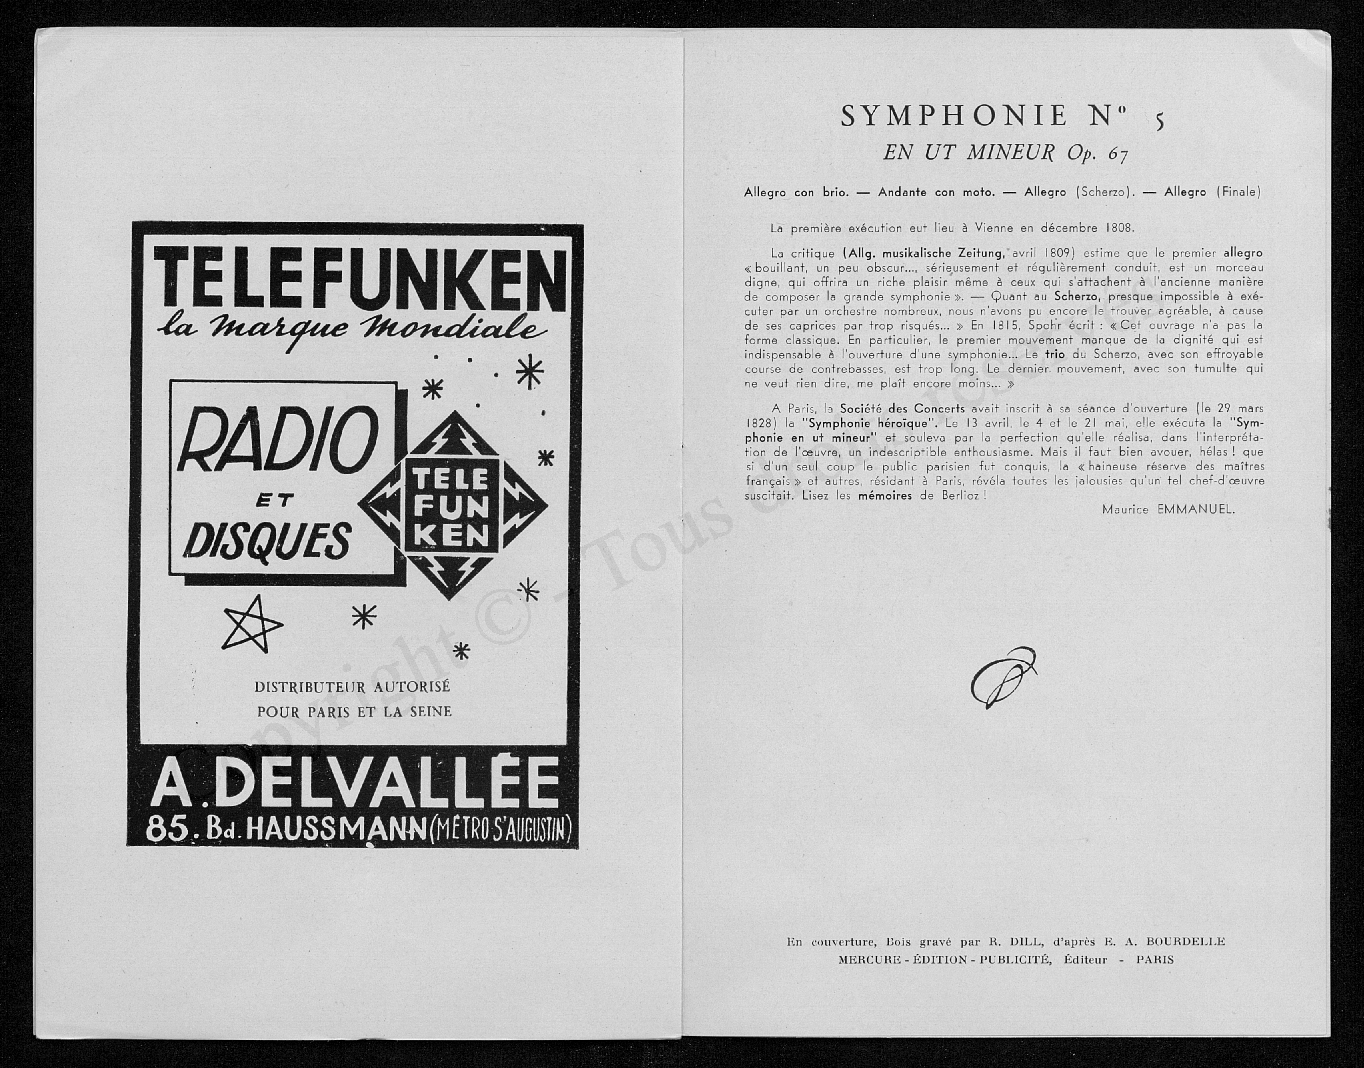 TELEFUNKEN
la marque mondiale
RADIO
ET
DISQUES
TELE
FUN
KEN
DISTRIBUTEUR AUTORISÉ
POUR PARIS ET LA SEINE
A. DELVALLÉE
85. Bd. HAUSSMANN (MÉTRO St AUGUSTIN)
SYMPHONIE No 5
EN UT MINEUR Op. 67
Allegro con brio. — Andante con moto. — Allegro (Scherzo). — Allegro (Finale)
La première exécution eut lieu à Vienne en décembre 1808.
La critique (Allg. musikalische Zeitung, avril 1809) estime que le premier allegro
« bouillant, un peu obscur..., sérieusement et régulièrement conduit, est un morceau
digne, qui offrira un riche plaisir même à ceux qui s'attachent à l'ancienne manière
de composer la grande symphonie ». — Quant au Scherzo, presque impossible à exé-
cuter par un orchestre nombreux, nous n'avons pu encore le trouver agréable, à cause
de ses caprices par trop risqués... » En 1815, Spohr écrit : « Cet ouvrage n'a pas la
forme classique. En particulier, le premier mouvement manque de la dignité qui est
indispensable à l'ouverture d'une symphonie... Le trio du Scherzo, avec son effroyable
course de contrebasses, est trop long. Le dernier mouvement, avec son tumulte qui
ne veut rien dire, me plaît encore moins... »
A Paris, la Société des Concerts avait inscrit à sa séance d'ouverture (le 29 mars
1828) la "Symphonie héroïque". Le 13 avril, le 4 et le 21 mai, elle exécuta la "Sym-
phonie en ut mineur" et souleva par la perfection qu'elle réalisa, dans l'interpréta-
tion de l'œuvre, un indescriptible enthousiasme. Mais il faut bien avouer, hélas ! que
si d'un seul coup le public parisien fut conquis, la « haineuse réserve des maîtres
français » et autres, résidant à Paris, révéla toutes les jalousies qu'un tel chef-d'œuvre
suscitait. Lisez les mémoires de Berlioz !
Maurice EMMANUEL.
En couverture, Bois gravé par R. DILL, d'après E. A. BOURDELLE
MERCURE - ÉDITION - PUBLICITÉ, Éditeur - PARIS
Copyright © - Tous droits réservés